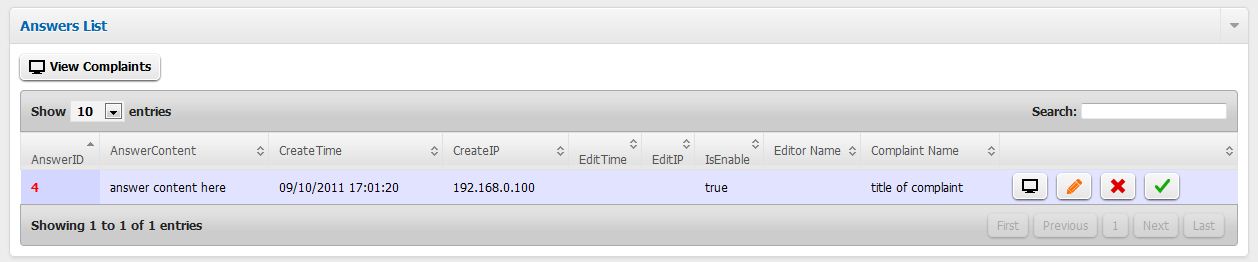 Answers List
View Complaints
Show 10 entries Search:
AnswerID AnswerContent CreateTime CreateIP EditTime EditIP IsEnable Editor Name Complaint Name
4 answer content here 09/10/2011 17:01:20 192.168.0.100 true title of complaint
Showing 1 to 1 of 1 entries First Previous 1 Next Last